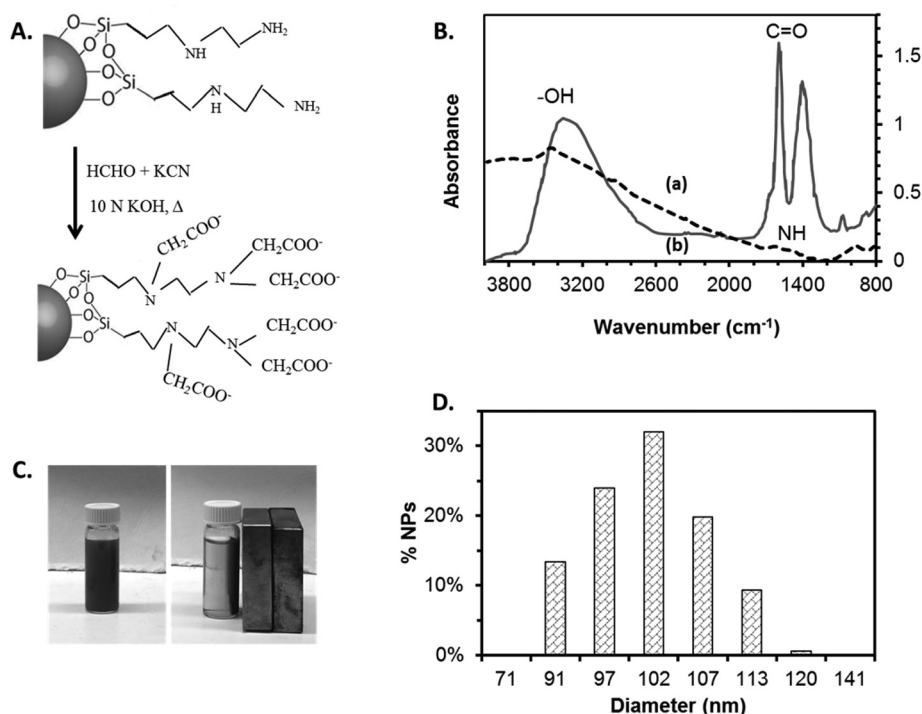 A.
O
Si
O
O
O
O
Si
O
O
NH
NH₂
N
H
NH₂
HCHO + KCN
10 N KOH, Δ
CH₂COO⁻
CH₂COO⁻
O
Si
O
O
O
N
N
CH₂COO⁻
O
Si
O
O
N
N
CH₂COO⁻
CH₂COO⁻
CH₂COO⁻
B.
C=O
-OH
(a)
(b)
NH
Absorbance
1.5
1
0.5
0
3800 3200 2600 2000 1400 800
Wavenumber (cm⁻¹)
C.
D.
% NPs
30%
20%
10%
0%
71 91 97 102 107 113 120 141
Diameter (nm)